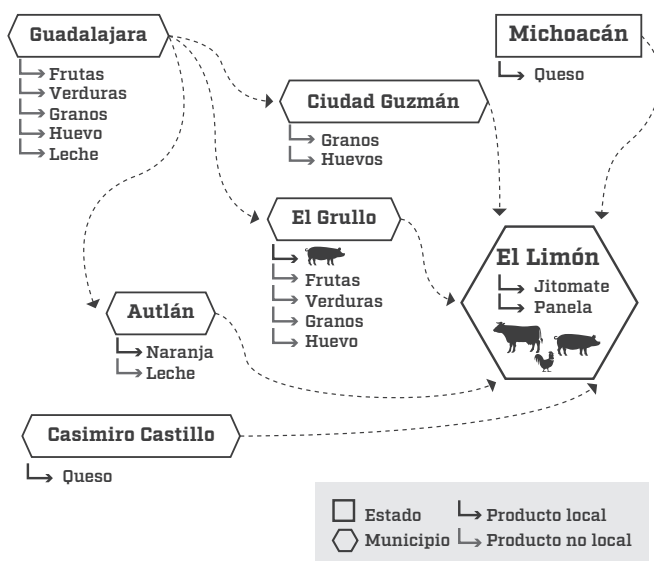 Guadalajara
Frutas
Verduras
Granos
Huevo
Leche
Michoacán
Queso
Ciudad Guzmán
Granos
Huevos
El Grullo
Frutas
Verduras
Granos
Huevo
El Limón
Jitomate
Panela
Autlán
Naranja
Leche
Casimiro Castillo
Queso
Estado
Producto local
Municipio
Producto no local